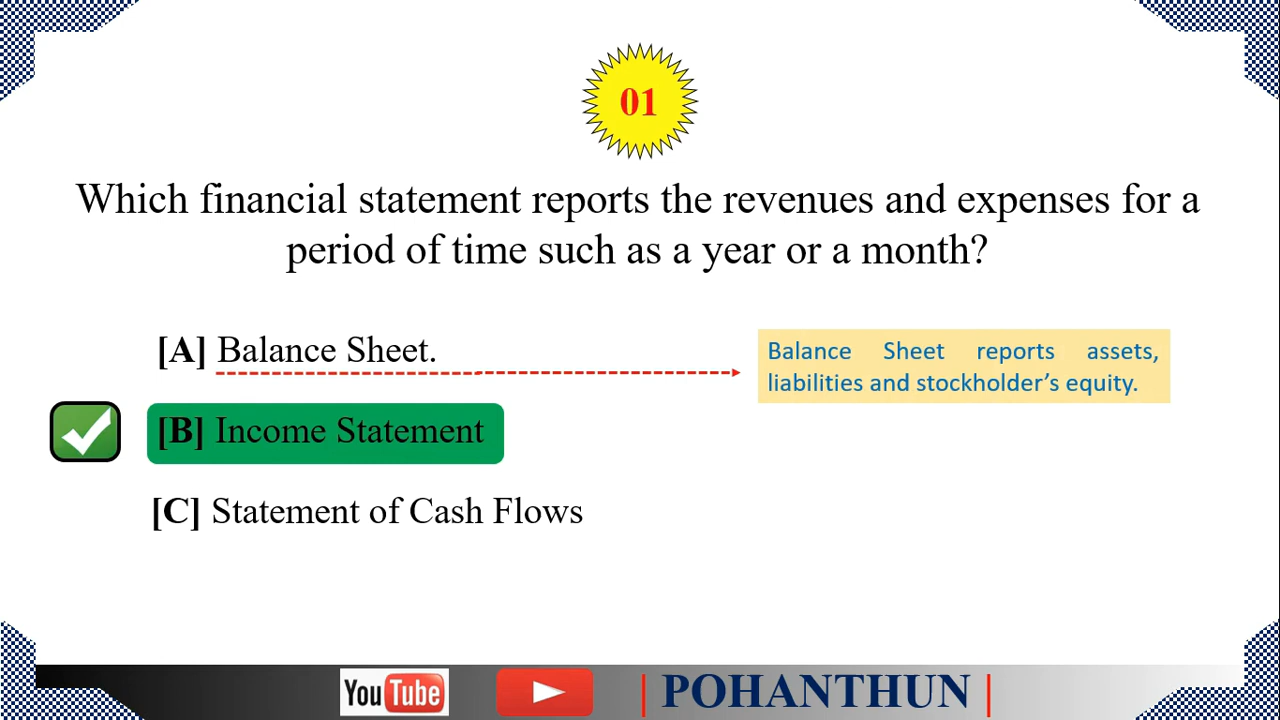 01
Which financial statement reports the revenues and expenses for a
period of time such as a year or a month?
[A] Balance Sheet.
Balance Sheet reports assets,
liabilities and stockholder’s equity.
[B] Income Statement
[C] Statement of Cash Flows
YouTube | POHANTHUN |